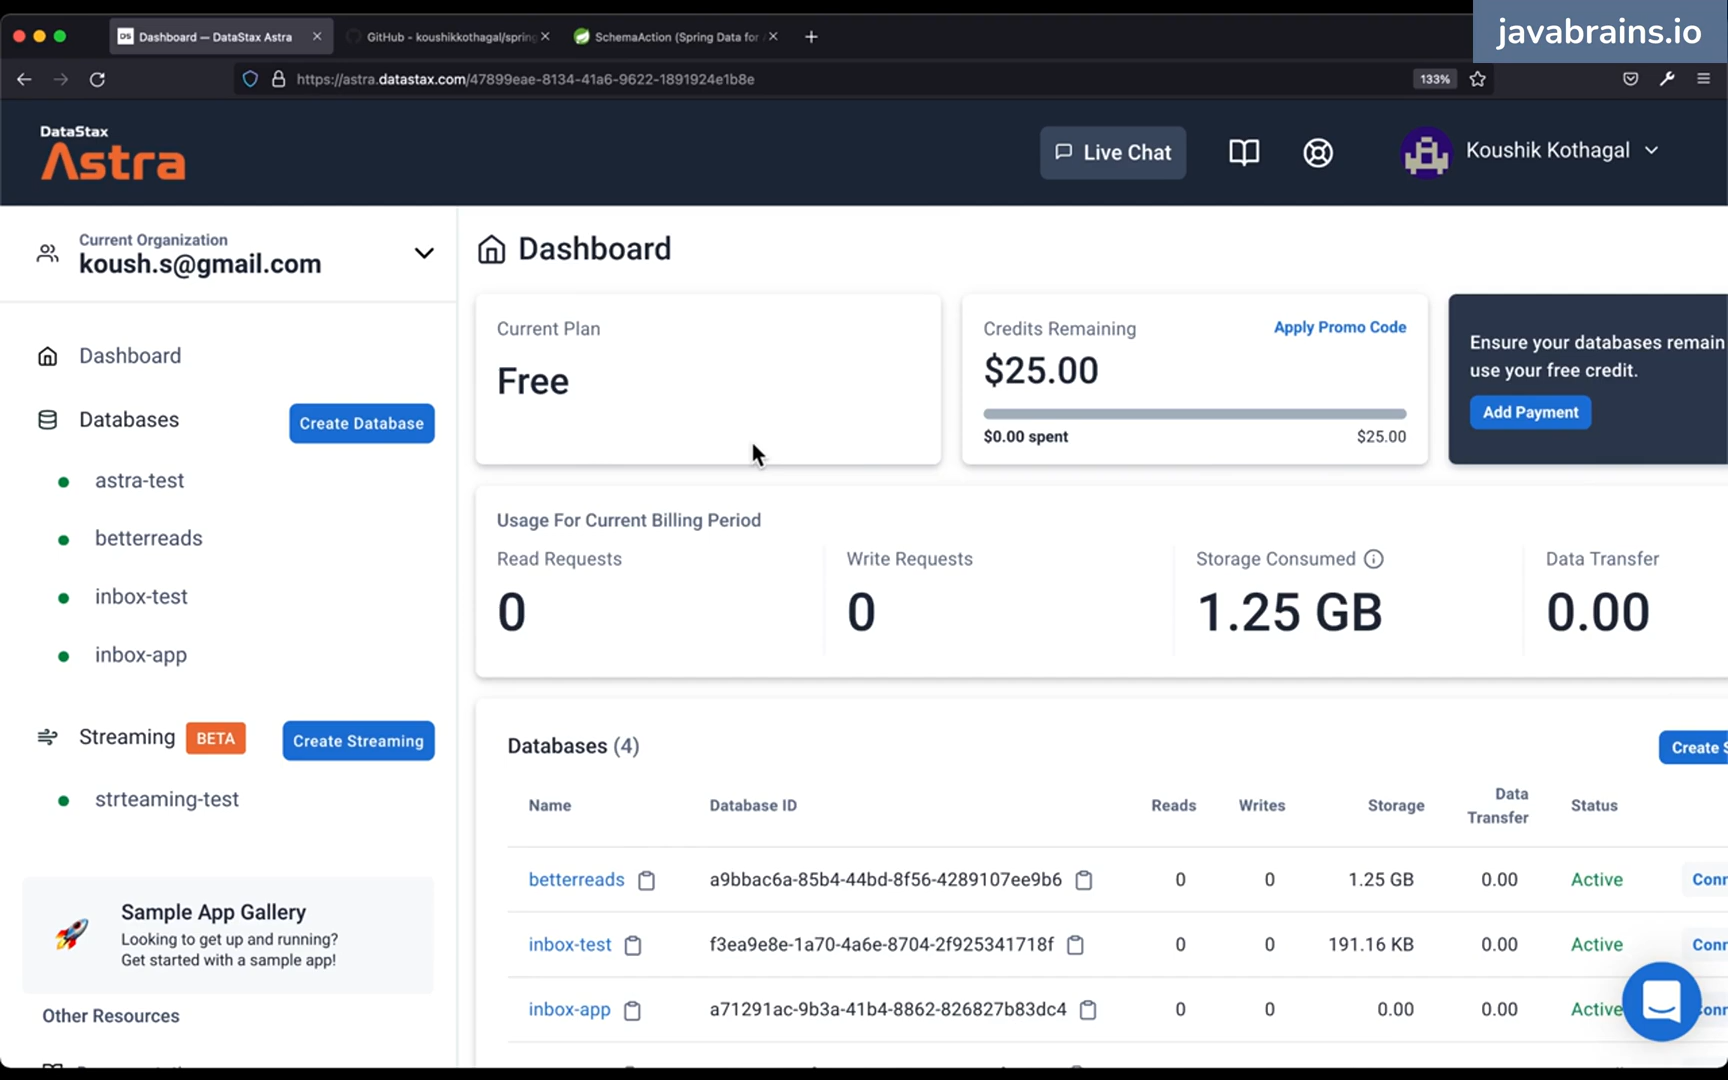 javabrains.io
DS Dashboard — DataStax Astra
GitHub - koushikkothagal/spring
SchemaAction (Spring Data for
https://astra.datastax.com/47899eae-8134-41a6-9622-1891924e1b8e
133%
DataStax
Astra
Live Chat
Koushik Kothagal
Current Organization
koush.s@gmail.com
Dashboard
Databases
Create Database
astra-test
betterreads
inbox-test
inbox-app
Streaming BETA
Create Streaming
strteaming-test
Sample App Gallery
Looking to get up and running?
Get started with a sample app!
Other Resources
Dashboard
Current Plan
Free
Credits Remaining
Apply Promo Code
$25.00
$0.00 spent
$25.00
Ensure your databases remain
use your free credit.
Add Payment
Usage For Current Billing Period
Read Requests
0
Write Requests
0
Storage Consumed
1.25 GB
Data Transfer
0.00
Databases (4)
Create S
Name Database ID Reads Writes Storage Data Transfer Status
betterreads a9bbac6a-85b4-44bd-8f56-4289107ee9b6 0 0 1.25 GB 0.00 Active Conn
inbox-test f3ea9e8e-1a70-4a6e-8704-2f925341718f 0 0 191.16 KB 0.00 Active Conn
inbox-app a71291ac-9b3a-41b4-8862-826827b83dc4 0 0 0.00 0.00 Active onn